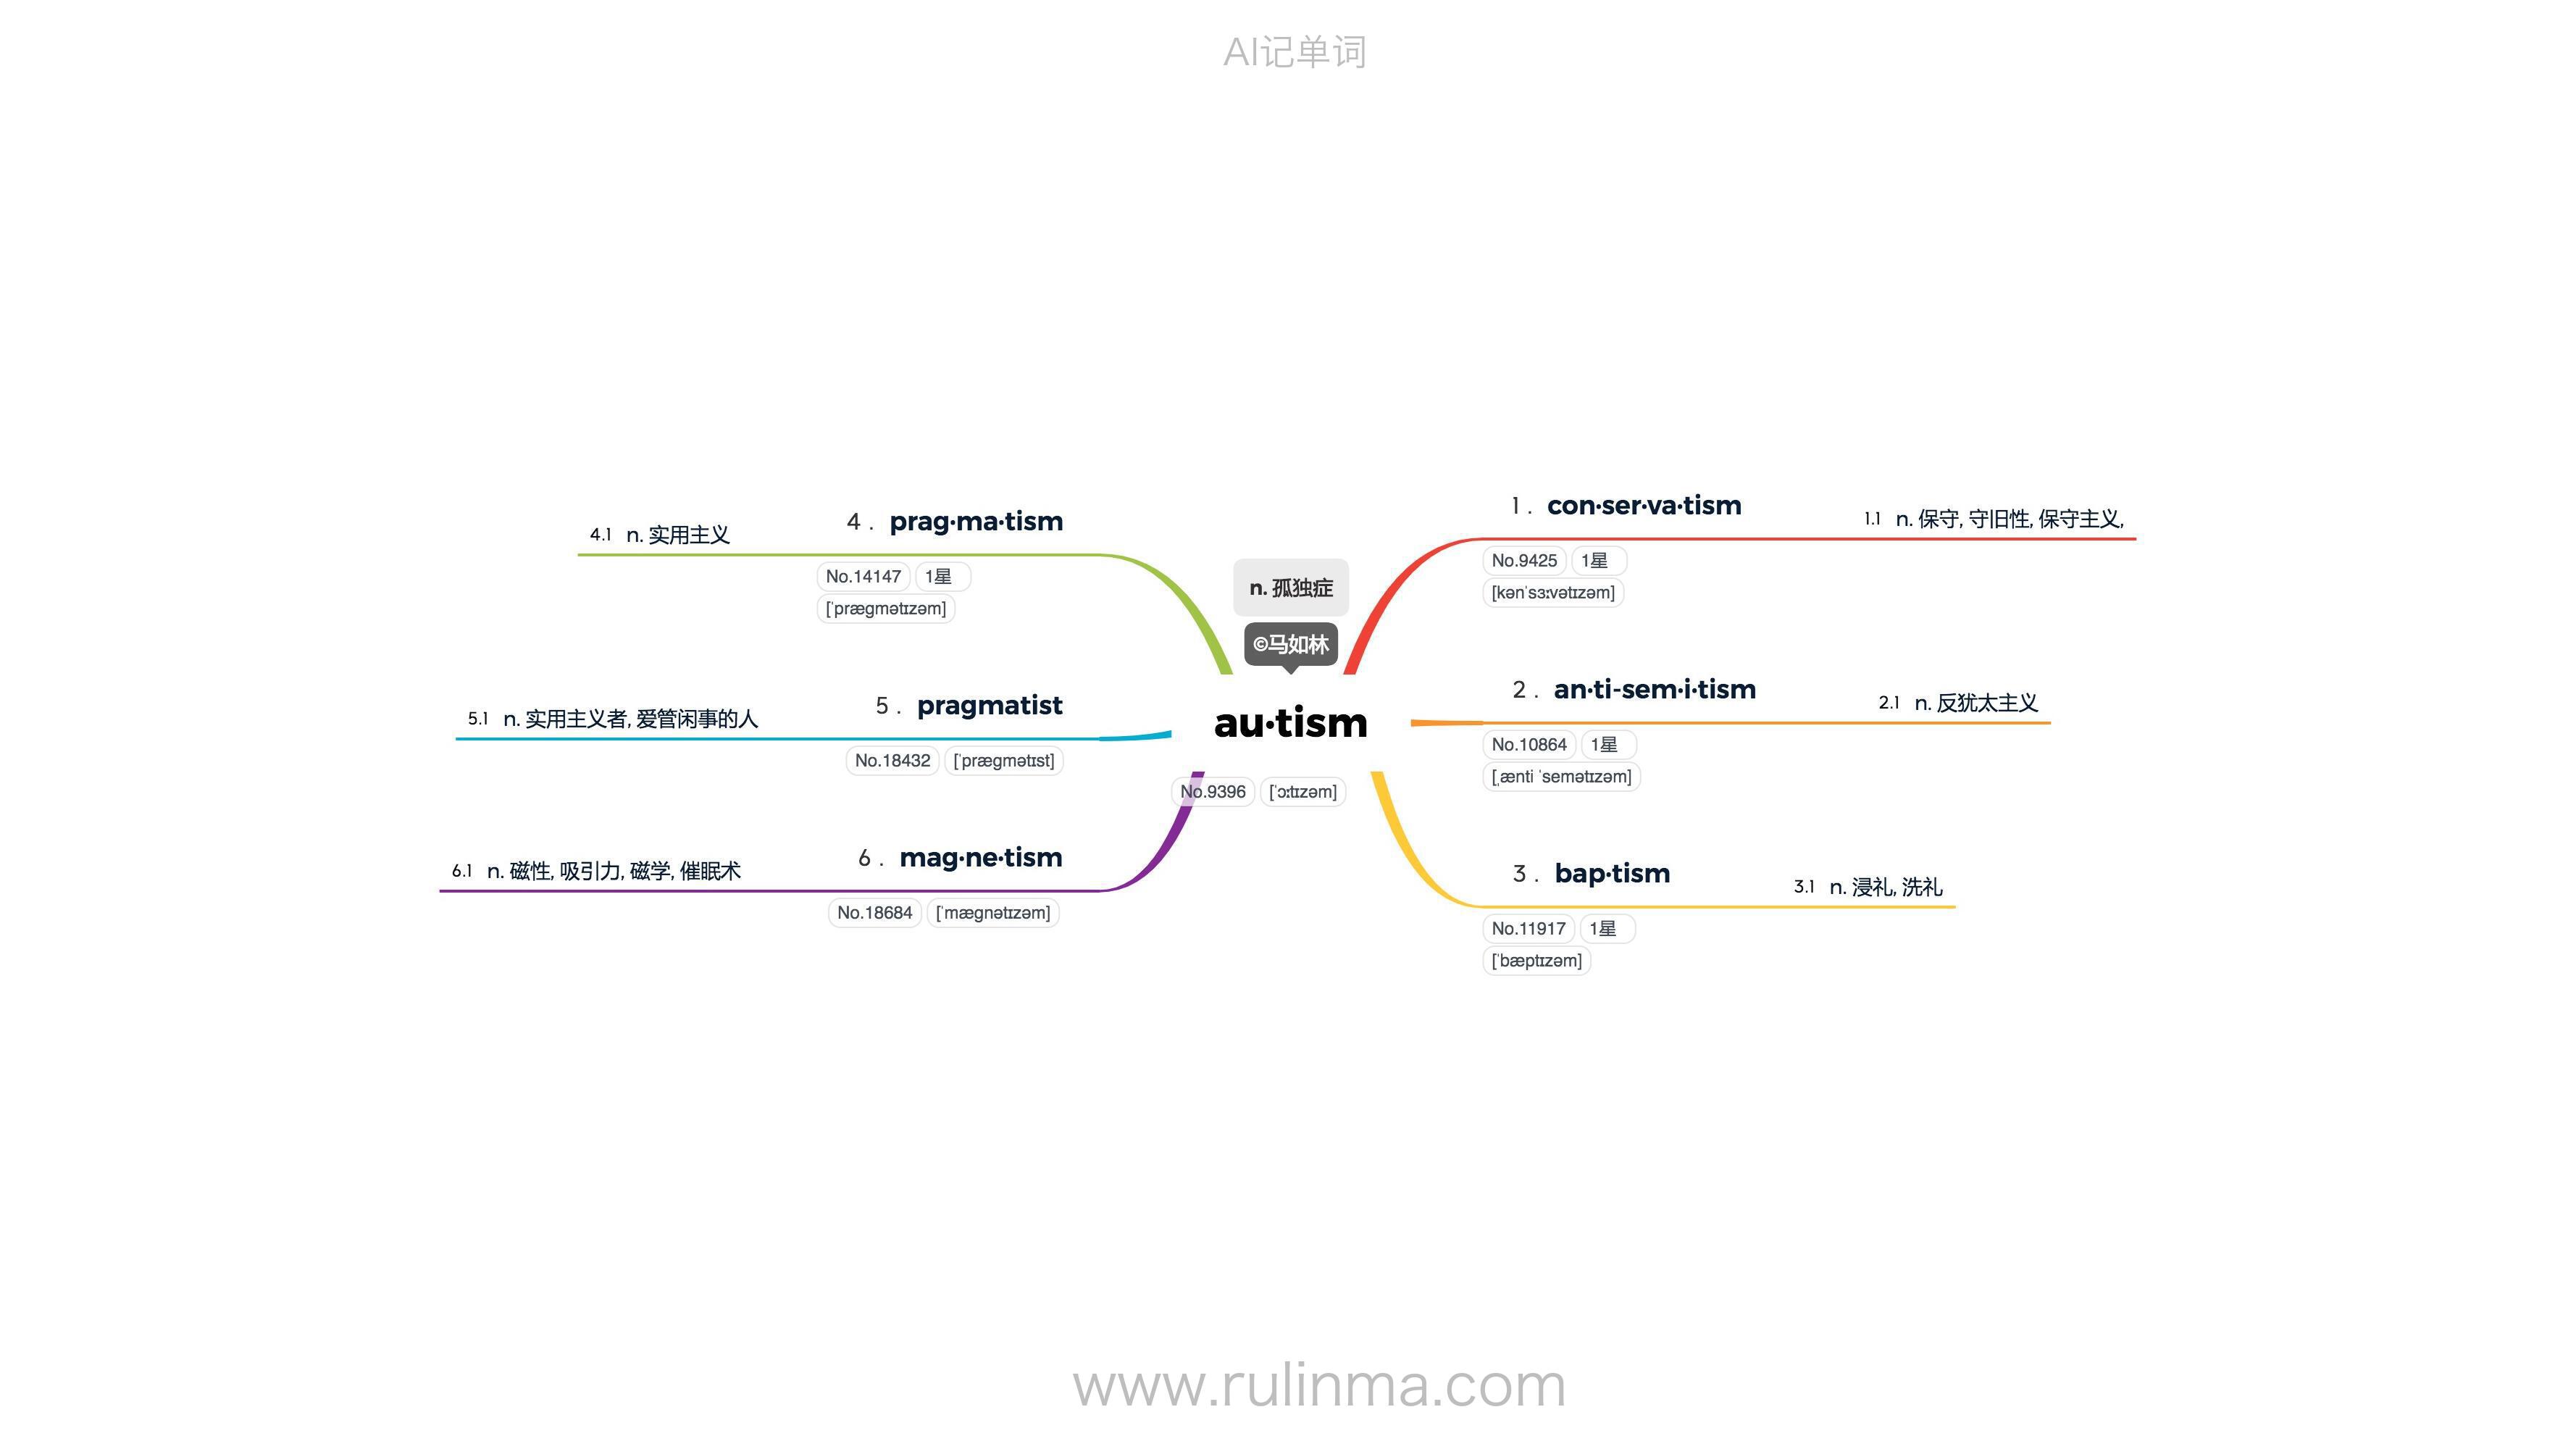 AI记单词
n. 孤独症
©马如林
au·tism
No.9396 [ˈɔːtɪzəm]
1. con·ser·va·tism
1.1 n. 保守, 守旧性, 保守主义,
No.9425 1星
[kənˈsɜːvətɪzəm]
2. an·ti-sem·i·tism
2.1 n. 反犹太主义
No.10864 1星
[ˌænti ˈsemətɪzəm]
3. bap·tism
3.1 n. 浸礼, 洗礼
No.11917 1星
[ˈbæptɪzəm]
4. prag·ma·tism
4.1 n. 实用主义
No.14147 1星
[ˈpræɡmətɪzəm]
5. pragmatist
5.1 n. 实用主义者, 爱管闲事的人
No.18432 [ˈpræɡmətɪst]
6. mag·ne·tism
6.1 n. 磁性, 吸引力, 磁学, 催眠术
No.18684 [ˈmæɡnətɪzəm]
www.rulinma.com